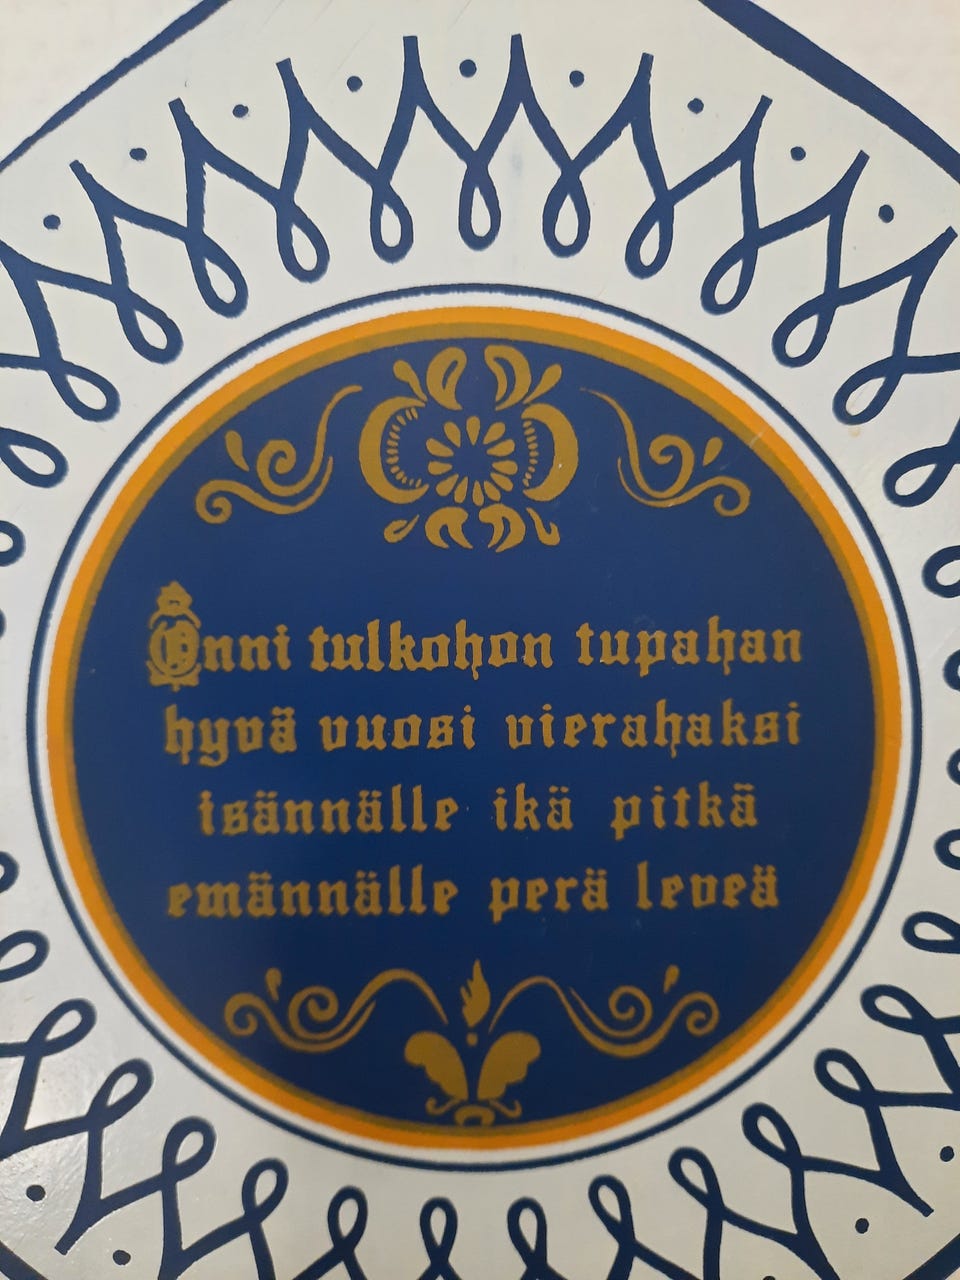 Onni tulkohon tupahan
hyvä vuosi vierahaksi
isännälle ikä pitkä
emännälle perä leveä